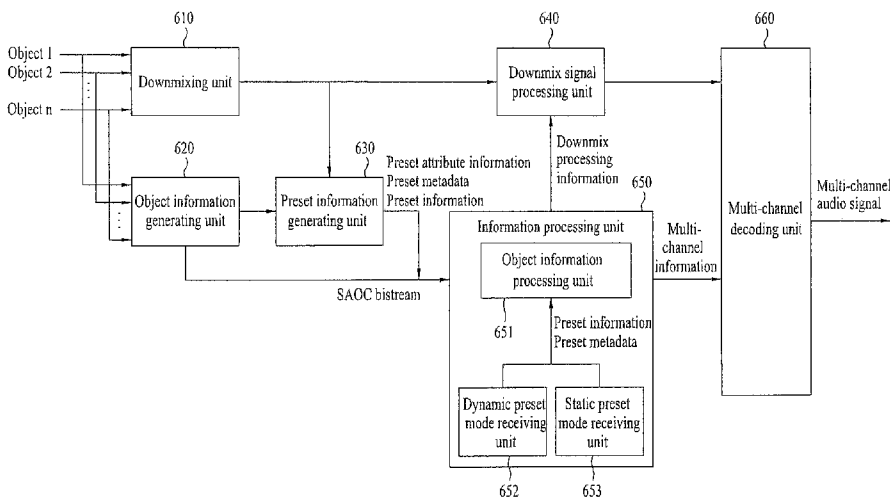 610
640
660
Object 1
Object 2
Object n
Downmixing unit
Downmix signal
processing unit
620
630
Preset attribute information
Preset metadata
Preset information
Downmix
processing
information
650
Object information
generating unit
Preset information
generating unit
Information processing unit
Multi-
channel
information
Multi-channel
decoding unit
Multi-channel
audio signal
Object information
processing unit
SAOC bistream
651
Preset information
Preset metadata
Dynamic preset
mode receiving
unit
Static preset
mode receiving
unit
652
653